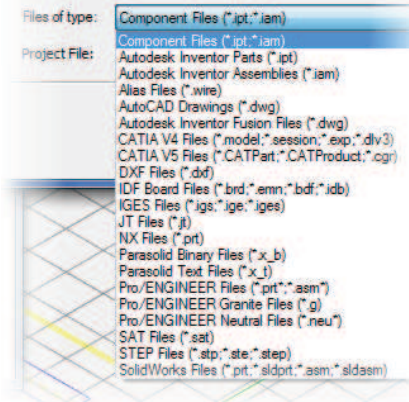 Files of type: Component Files (*.ipt;*.iam)
Component Files (*.ipt;*.iam)
Project File: Autodesk Inventor Parts (*.ipt)
Autodesk Inventor Assemblies (*.iam)
Alias Files (*.wire)
AutoCAD Drawings (*.dwg)
Autodesk Inventor Fusion Files (*.dwg)
CATIA V4 Files (*.model;*.session;*.exp;*.dlv3)
CATIA V5 Files (*.CATPart;*.CATProduct;*.cgr)
DXF Files (*.dxf)
IDF Board Files (*.brd;*.emn;*.bdf;*.idb)
IGES Files (*.igs;*.ige;*.iges)
JT Files (*.jt)
NX Files (*.prt)
Parasolid Binary Files (*.x_b)
Parasolid Text Files (*.x_t)
Pro/ENGINEER Files (*.prt*;*.asm*)
Pro/ENGINEER Granite Files (*.g)
Pro/ENGINEER Neutral Files (*.neu*)
SAT Files (*.sat)
STEP Files (*.stp;*.ste;*.step)
SolidWorks Files (*.prt;*.sldprt;*.asm;*.sldasm)